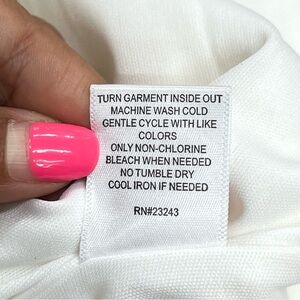 TURN GARMENT INSIDE OUT
MACHINE WASH COLD
GENTLE CYCLE WITH LIKE
COLORS
ONLY NON-CHLORINE
BLEACH WHEN NEEDED
NO TUMBLE DRY
COOL IRON IF NEEDED
RN#23243